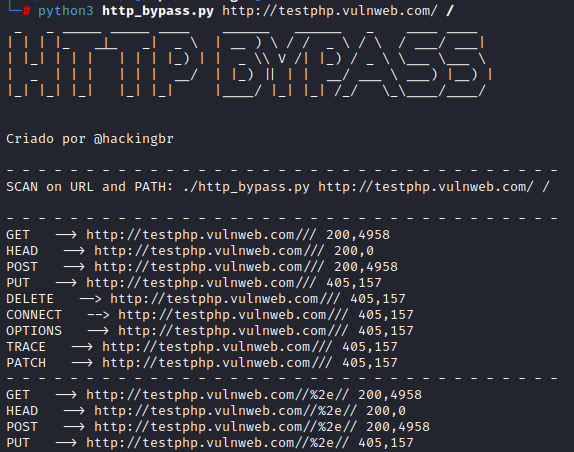 └─# python3 http_bypass.py http://testphp.vulnweb.com/ /
HTTP BYPASS
Criado por @hackingbr
- - - - - - - - - - - - - - - - - - - - - - - - - - - - - - - - - - -
SCAN on URL and PATH: ./http_bypass.py http://testphp.vulnweb.com/ /
- - - - - - - - - - - - - - - - - - - - - - - - - - - - - - - - - - -
GET --> http://testphp.vulnweb.com/// 200,4958
HEAD --> http://testphp.vulnweb.com/// 200,0
POST --> http://testphp.vulnweb.com/// 200,4958
PUT --> http://testphp.vulnweb.com/// 405,157
DELETE --> http://testphp.vulnweb.com/// 405,157
CONNECT --> http://testphp.vulnweb.com/// 405,157
OPTIONS --> http://testphp.vulnweb.com/// 405,157
TRACE --> http://testphp.vulnweb.com/// 405,157
PATCH --> http://testphp.vulnweb.com/// 405,157
- - - - - - - - - - - - - - - - - - - - - - - - - - - - - - - - - - -
GET --> http://testphp.vulnweb.com//%2e// 200,4958
HEAD --> http://testphp.vulnweb.com//%2e// 200,0
POST --> http://testphp.vulnweb.com//%2e// 200,4958
PUT --> http://testphp.vulnweb.com//%2e// 405,157